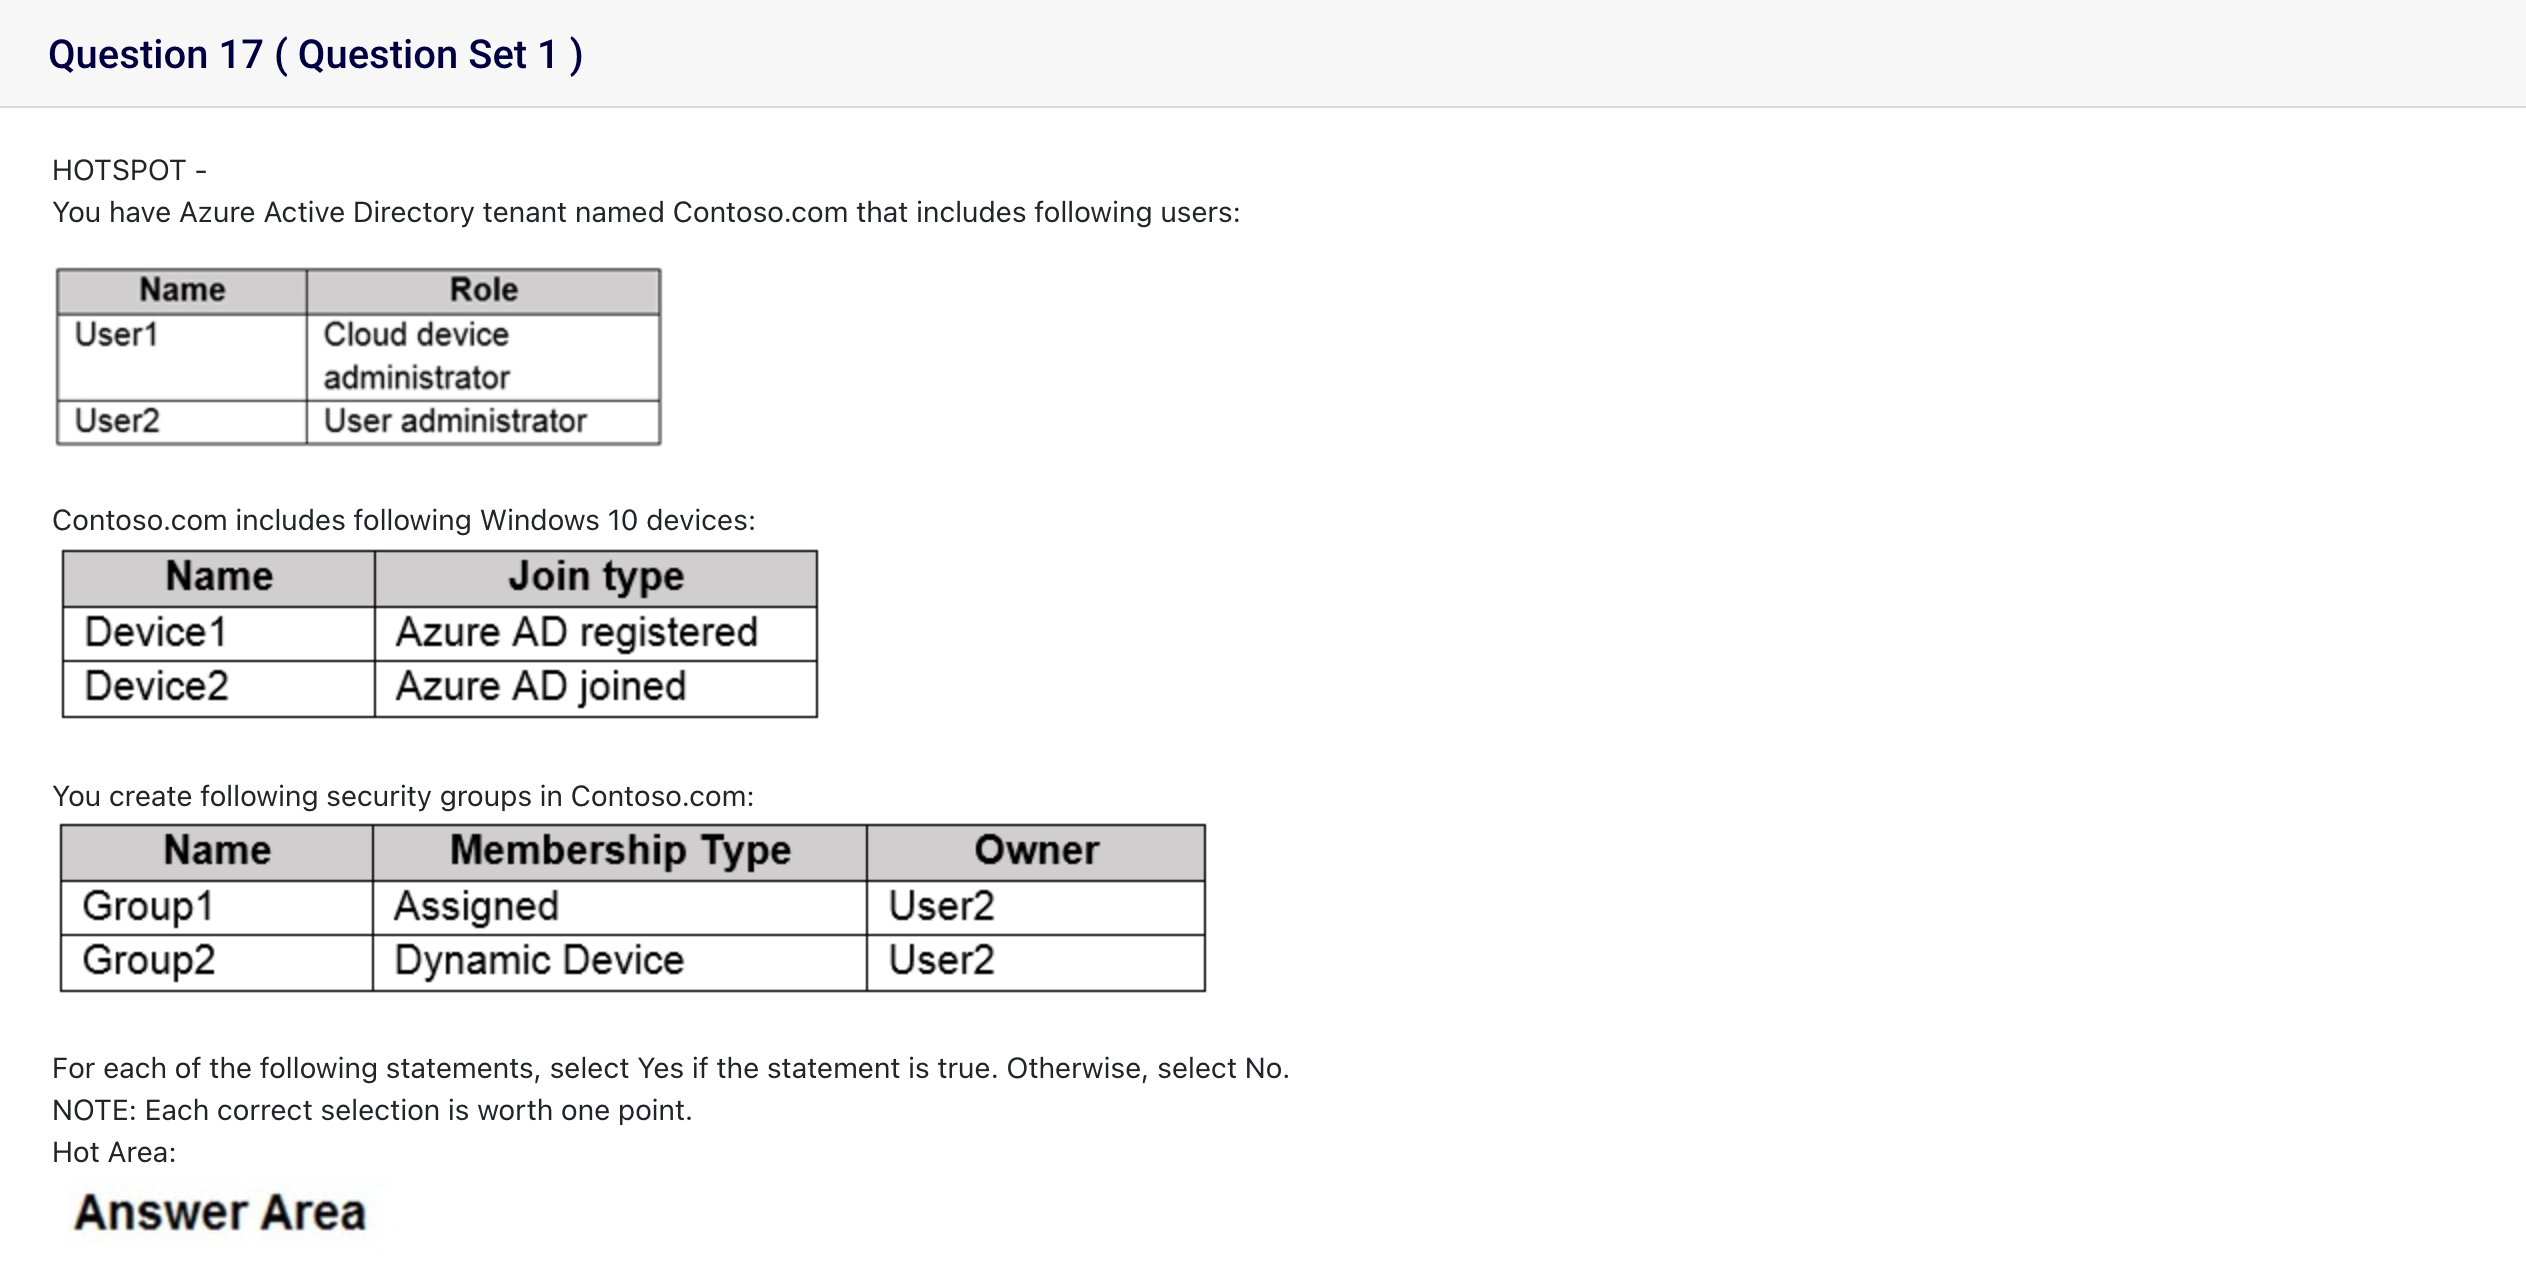 Question 17 ( Question Set 1 )
HOTSPOT -
You have Azure Active Directory tenant named Contoso.com that includes following users:
Name Role
User1 Cloud device
administrator
User2 User administrator
Contoso.com includes following Windows 10 devices:
Name Join type
Device1 Azure AD registered
Device2 Azure AD joined
You create following security groups in Contoso.com:
Name Membership Type Owner
Group1 Assigned User2
Group2 Dynamic Device User2
For each of the following statements, select Yes if the statement is true. Otherwise, select No.
NOTE: Each correct selection is worth one point.
Hot Area:
Answer Area